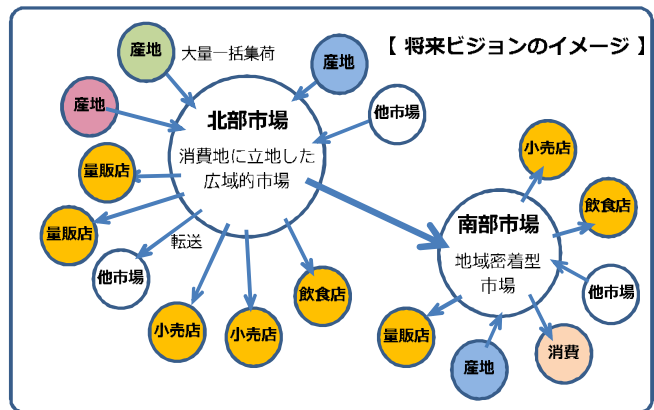 【 将来ビジョンのイメージ 】
産地
大量一括集荷
産地
産地
他市場
北部市場
消費地に立地した
広域的市場
量販店
量販店
転送
他市場
小売店
小売店
飲食店
小売店
飲食店
南部市場
地域密着型
市場
他市場
量販店
産地
消費